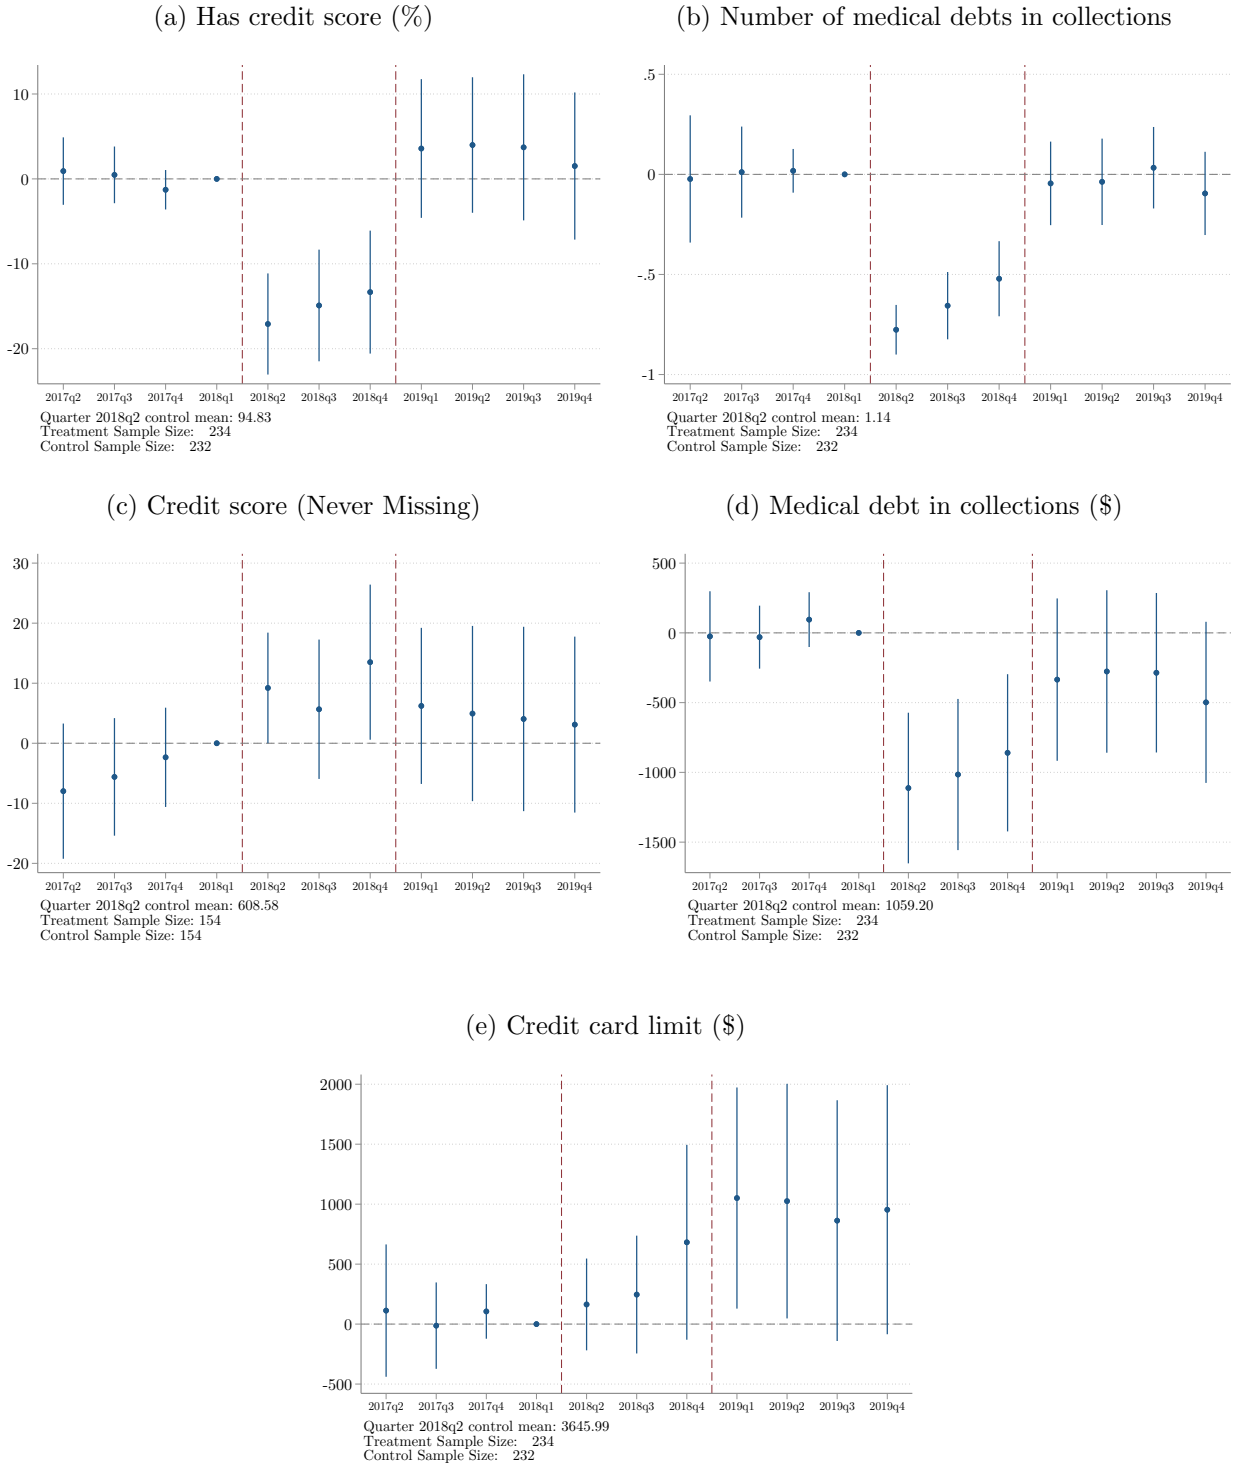 (a) Has credit score (%)
10
0
-10
-20
2017q2 2017q3 2017q4 2018q1 2018q2 2018q3 2018q4 2019q1 2019q2 2019q3 2019q4
Quarter 2018q2 control mean: 94.83
Treatment Sample Size: 234
Control Sample Size: 232
(b) Number of medical debts in collections
.5
0
-.5
-1
2017q2 2017q3 2017q4 2018q1 2018q2 2018q3 2018q4 2019q1 2019q2 2019q3 2019q4
Quarter 2018q2 control mean: 1.14
Treatment Sample Size: 234
Control Sample Size: 232
(c) Credit score (Never Missing)
30
20
10
0
-10
-20
2017q2 2017q3 2017q4 2018q1 2018q2 2018q3 2018q4 2019q1 2019q2 2019q3 2019q4
Quarter 2018q2 control mean: 608.58
Treatment Sample Size: 154
Control Sample Size: 154
(d) Medical debt in collections ($)
500
0
-500
-1000
-1500
2017q2 2017q3 2017q4 2018q1 2018q2 2018q3 2018q4 2019q1 2019q2 2019q3 2019q4
Quarter 2018q2 control mean: 1059.20
Treatment Sample Size: 234
Control Sample Size: 232
(e) Credit card limit ($)
2000
1500
1000
500
0
-500
2017q2 2017q3 2017q4 2018q1 2018q2 2018q3 2018q4 2019q1 2019q2 2019q3 2019q4
Quarter 2018q2 control mean: 3645.99
Treatment Sample Size: 234
Control Sample Size: 232